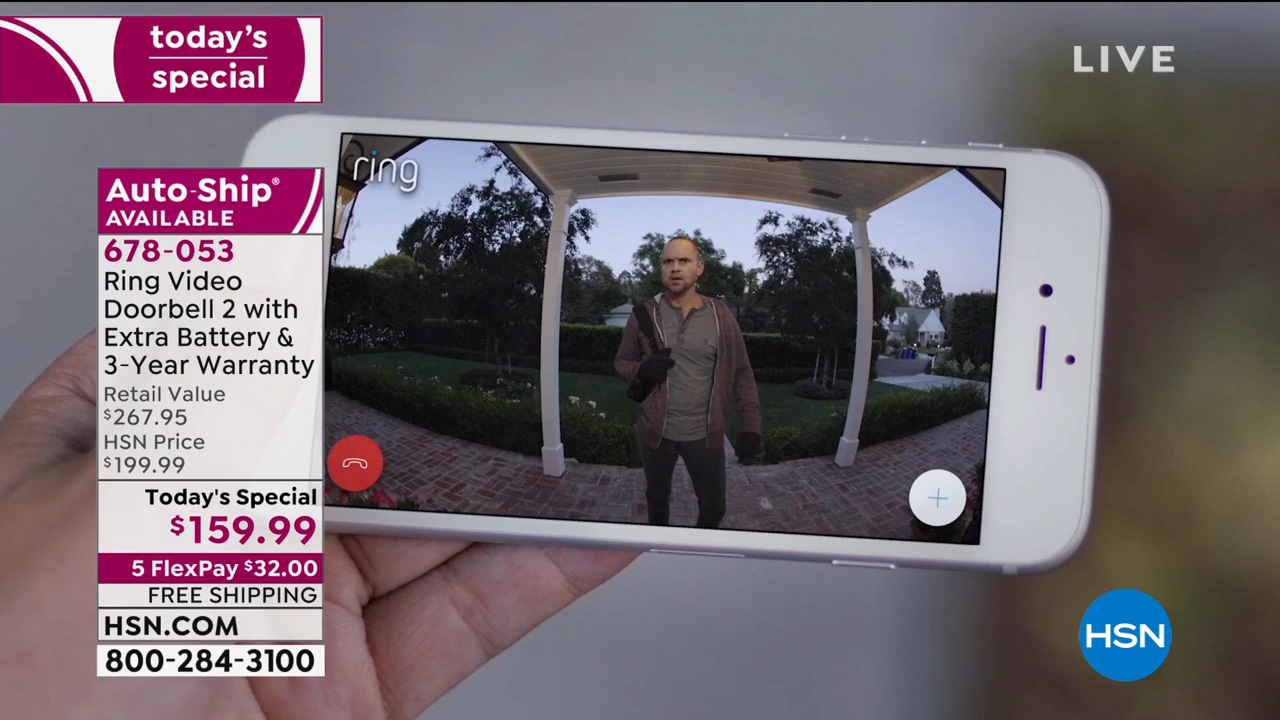 today's
special
LIVE
ring
Auto-Ship®
AVAILABLE
678-053
Ring Video
Doorbell 2 with
Extra Battery &
3-Year Warranty
Retail Value
$267.95
HSN Price
$199.99
Today's Special
$159.99
5 FlexPay $32.00
FREE SHIPPING
HSN.COM
800-284-3100
HSN